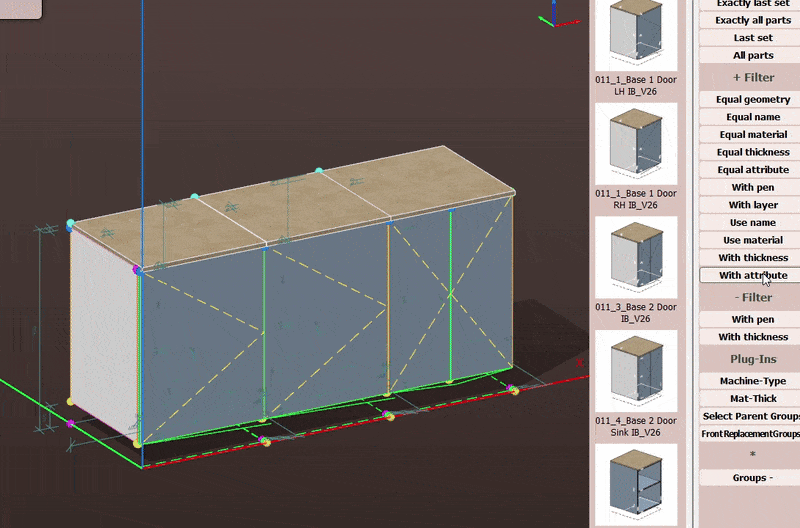 011_1_Base 1 Door
LH IB_V26
011_1_Base 1 Door
RH IB_V26
011_3_Base 2 Door
IB_V26
011_4_Base 2 Door
Sink IB_V26
Exactly last set
Exactly all parts
Last set
All parts
+ Filter
Equal geometry
Equal name
Equal material
Equal thickness
Equal attribute
With pen
With layer
Use name
Use material
With thickness
With attribute
- Filter
With pen
With thickness
Plug-Ins
Machine-Type
Mat-Thick
Select Parent Groups
FrontReplacementGroups
*
Groups -